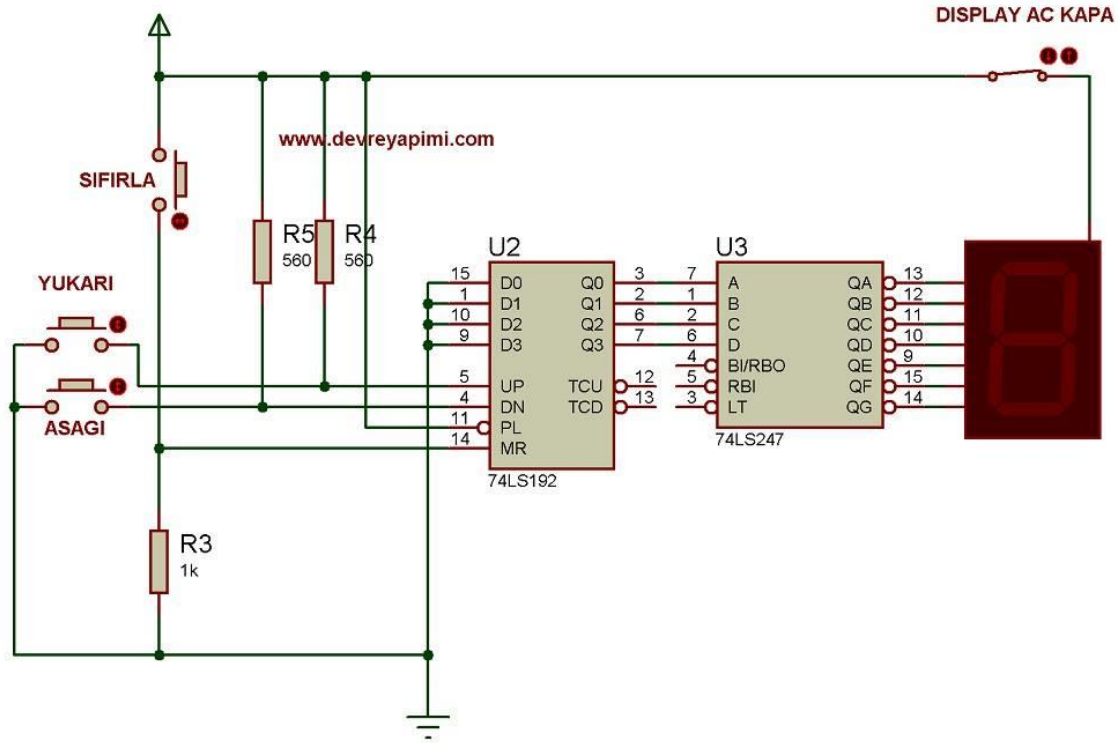 DISPLAY AC KAPA
www.devreyapimi.com
SIFIRLA
R5
560
R4
560
YUKARI
ASAGI
U2
15 D0 Q0 3
1 D1 Q1 2
10 D2 Q2 6
9 D3 Q3 7
5 UP TCU 12
4 DN TCD 13
11 PL
14 MR
74LS192
U3
7 A QA 13
1 B QB 12
2 C QC 11
6 D QD 10
4 BI/RBO QE 9
5 RBI QF 15
3 LT QG 14
74LS247
R3
1k